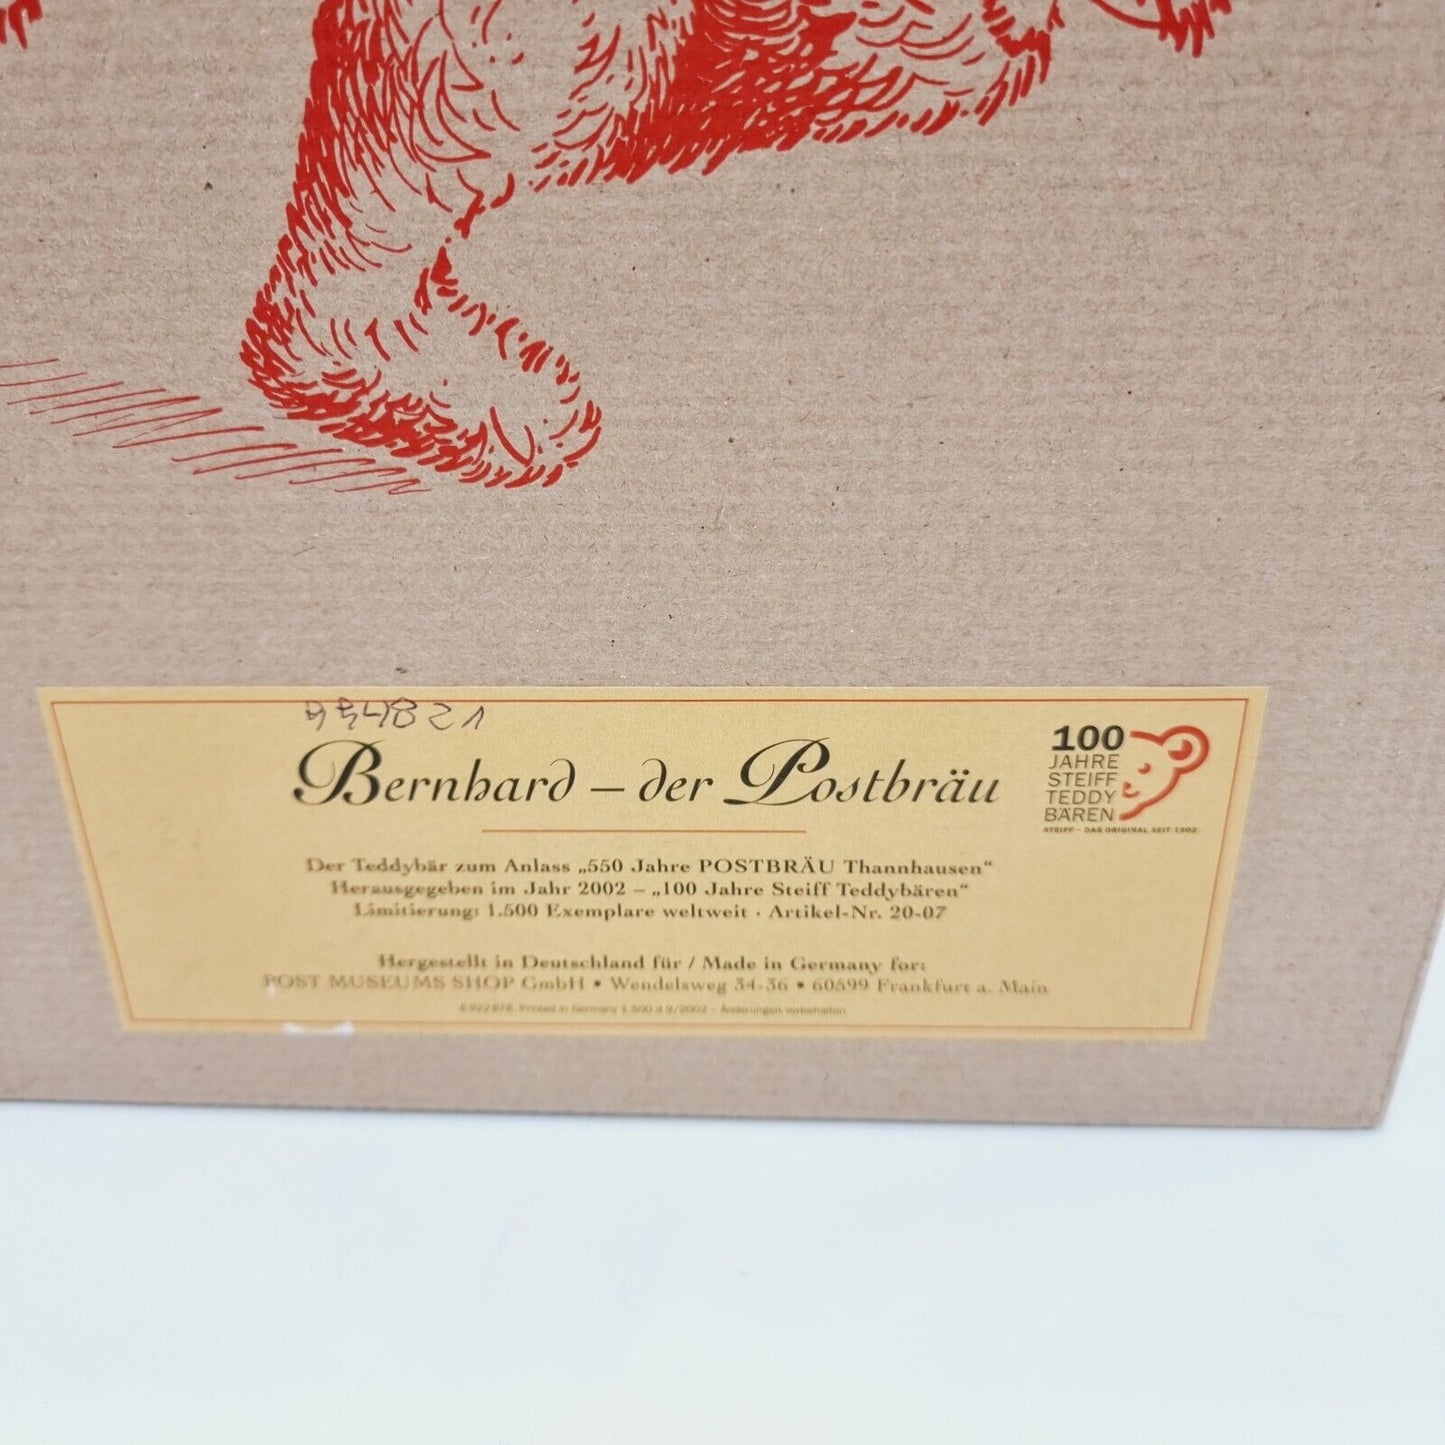 954821
Bernhard – der Postbräu
100
JAHRE
STEIFF
TEDDY
BÄREN
STEIFF – DAS ORIGINAL SEIT 1902
Der Teddybär zum Anlass „550 Jahre POSTBRÄU Thannhausen“
Herausgegeben im Jahr 2002 – „100 Jahre Steiff Teddybären“
Limitierung: 1.500 Exemplare weltweit · Artikel-Nr. 20-07
Hergestellt in Deutschland für / Made in Germany for:
POST MUSEUMS SHOP GmbH • Wendelsweg 34-36 • 60599 Frankfurt a. Main
Printed in Germany 1.500 d 9/2002 – Änderungen vorbehalten